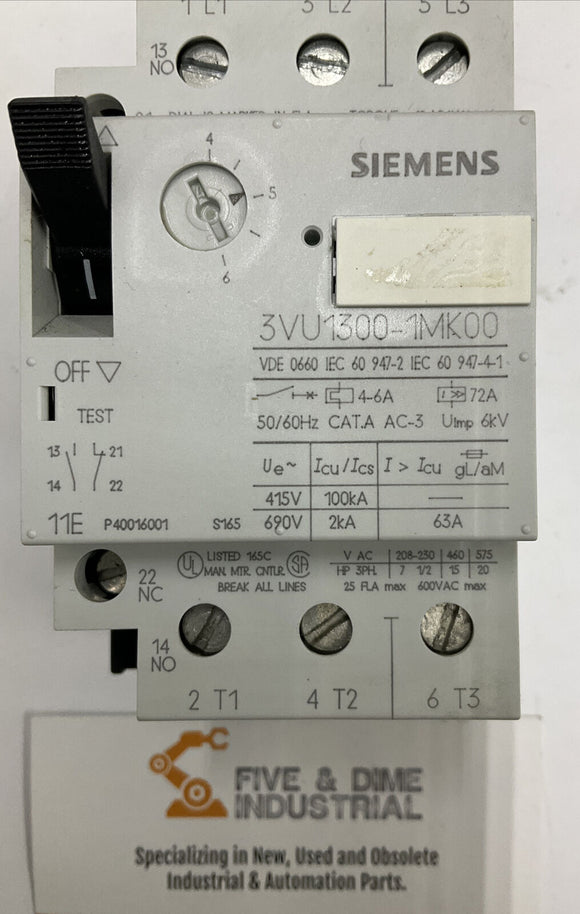 1 L1 3 L2 5 L3
13
NO
4
5
6
SIEMENS
3VU1300-1MK00
VDE 0660 IEC 60 947-2 IEC 60 947-4-1
4-6A 72A
50/60Hz CAT.A AC-3 Uimp 6kV
Ue~ Icu/Ics I > Icu gL/aM
415V 100kA —
690V 2kA 63A
OFF ▽
TEST
13 21
14 22
11E P40016001 S165
UL LISTED 165C SA
MAN. MTR. CNTLR.
BREAK ALL LINES
V AC 208-230 460 575
HP 3PH. 7 1/2 15 20
25 FLA max 600VAC max
22
NC
14
NO
2 T1 4 T2 6 T3
FIVE & DIME
INDUSTRIAL
Specializing in New, Used and Obsolete
Industrial & Automation Parts.